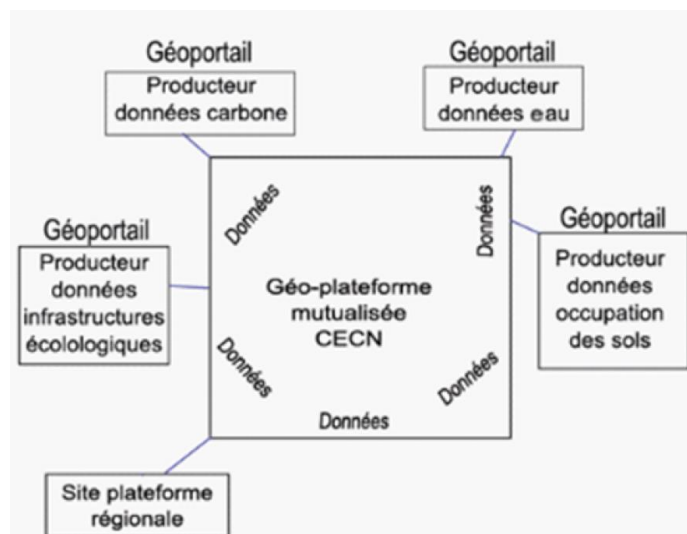 Géoportail
Producteur
données carbone
Géoportail
Producteur
données eau
Géoportail
Producteur
données
infrastructures
écolologiques
Données
Données
Géo-plateforme
mutualisée
CECN
Données
Données
Données
Géoportail
Producteur
données
occupation
des sols
Site plateforme
régionale